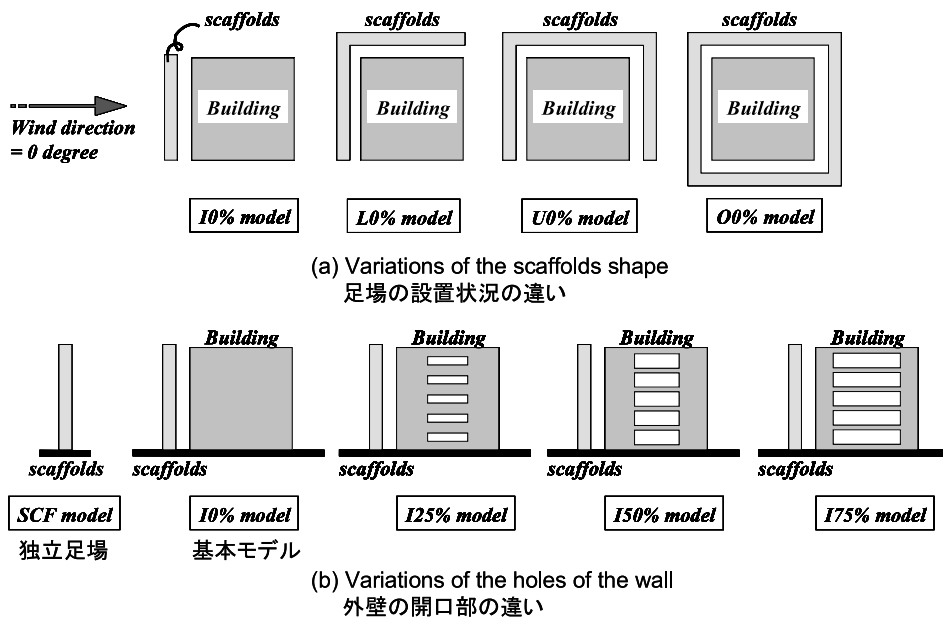 scaffolds
scaffolds
scaffolds
scaffolds
Building
Building
Building
Building
Wind direction
= 0 degree
I0% model
L0% model
U0% model
O0% model
(a) Variations of the scaffolds shape
足場の設置状況の違い
Building
Building
Building
Building
scaffolds
scaffolds
scaffolds
scaffolds
scaffolds
SCF model
I0% model
I25% model
I50% model
I75% model
独立足場
基本モデル
(b) Variations of the holes of the wall
外壁の開口部の違い